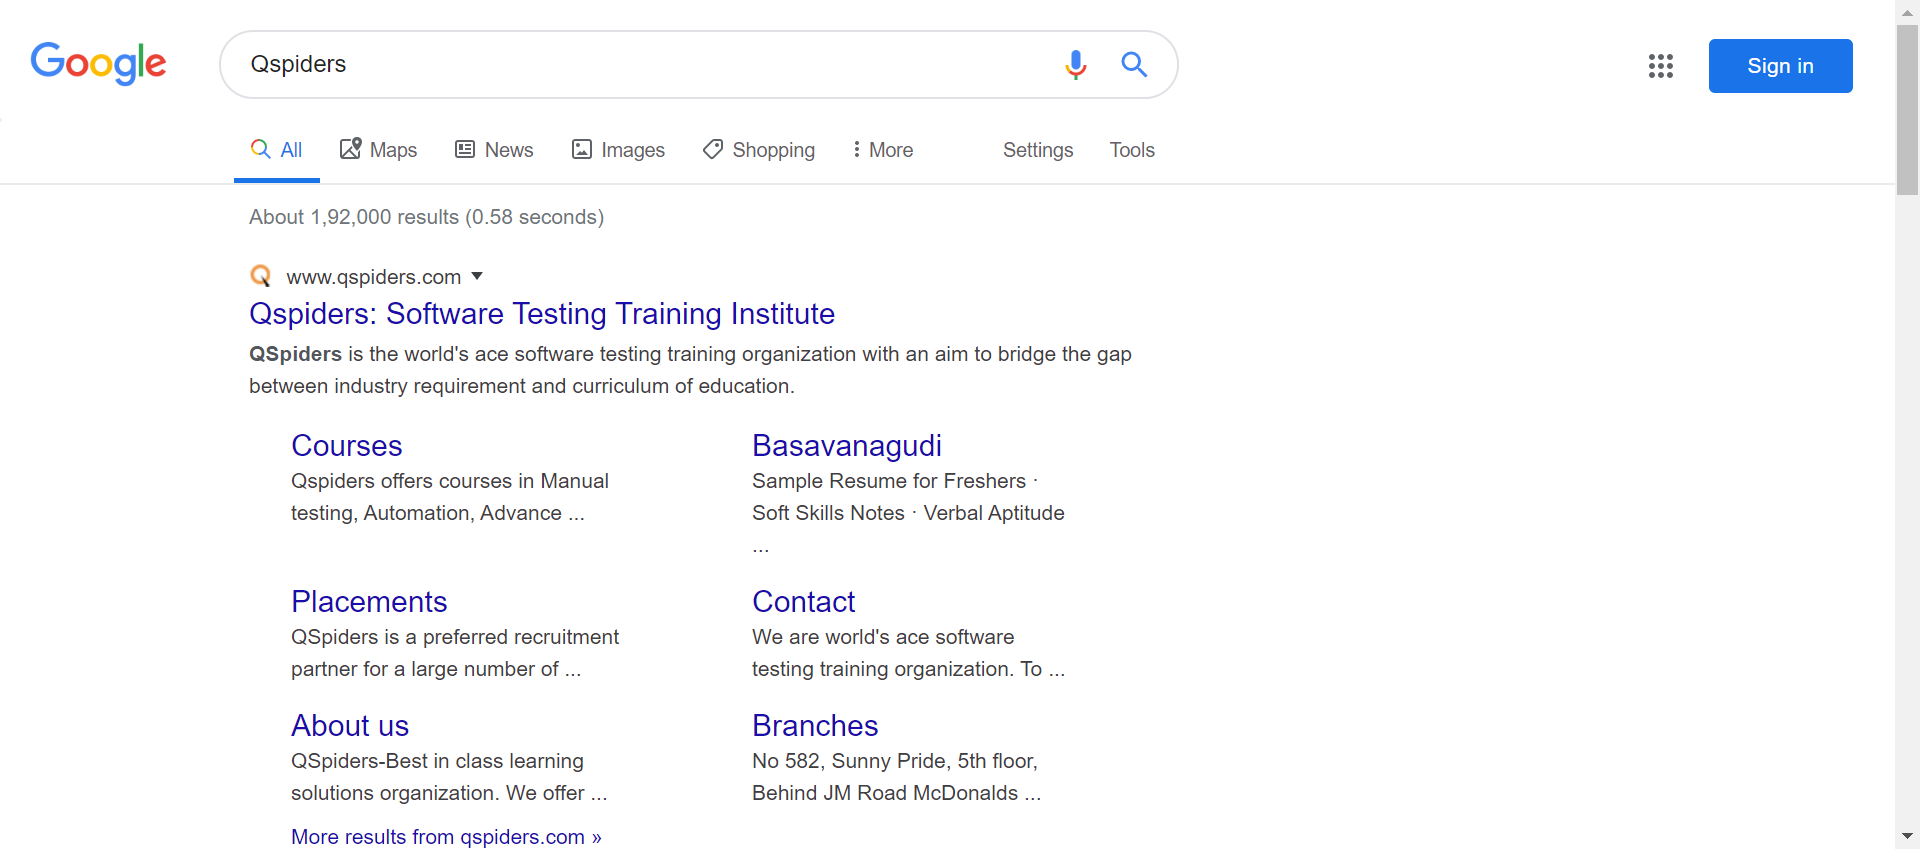 Google
Qspiders
Sign in
All Maps News Images Shopping More Settings Tools
About 1,92,000 results (0.58 seconds)
www.qspiders.com
Qspiders: Software Testing Training Institute
QSpiders is the world's ace software testing training organization with an aim to bridge the gap
between industry requirement and curriculum of education.
Courses
Qspiders offers courses in Manual
testing, Automation, Advance ...
Basavanagudi
Sample Resume for Freshers ·
Soft Skills Notes · Verbal Aptitude
...
Placements
QSpiders is a preferred recruitment
partner for a large number of ...
Contact
We are world's ace software
testing training organization. To ...
About us
QSpiders-Best in class learning
solutions organization. We offer ...
Branches
No 582, Sunny Pride, 5th floor,
Behind JM Road McDonalds ...
More results from qspiders.com »